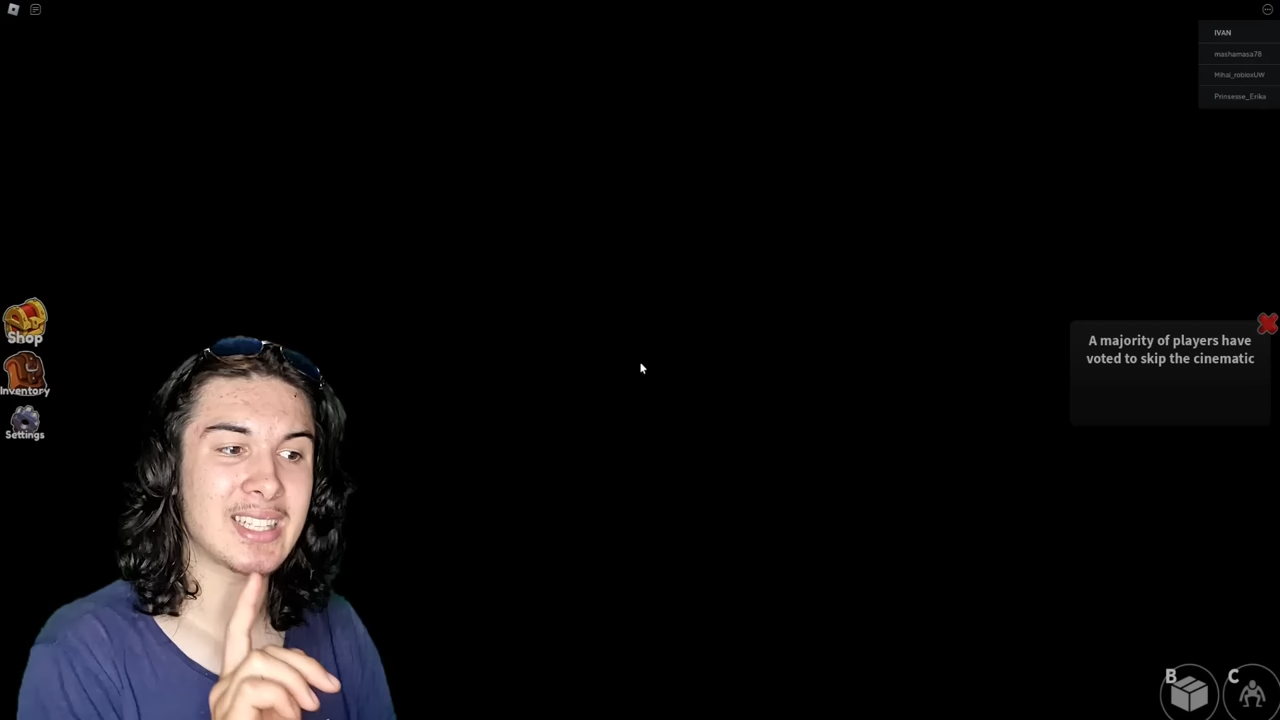 IVAN
mashamasa78
Mihai_robloxUW
Prinsesse_Erika
Shop
Inventory
Settings
A majority of players have
voted to skip the cinematic
B
C